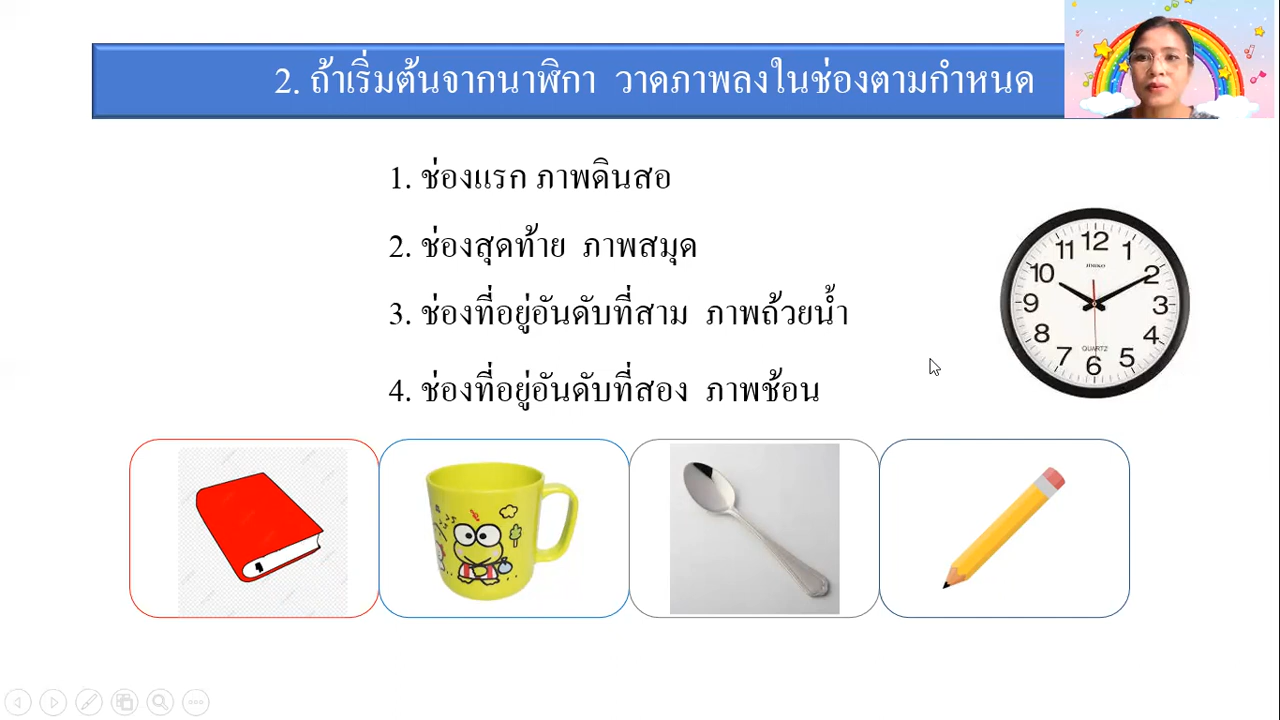 2. ถ้าเริ่มต้นจากนาฬิกา วาดภาพลงในช่องตามกำหนด
1. ช่องแรก ภาพดินสอ
2. ช่องสุดท้าย ภาพสมุด
3. ช่องที่อยู่อันดับที่สาม ภาพถ้วยน้ำ
4. ช่องที่อยู่อันดับที่สอง ภาพช้อน
12
11 1
10 2
9 3
8 4
QUARTZ
7 5
6